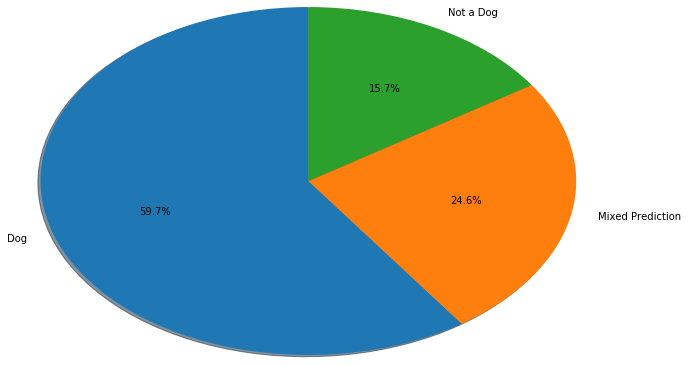 Not a Dog
15.7%
24.6%
59.7%
Mixed Prediction
Dog